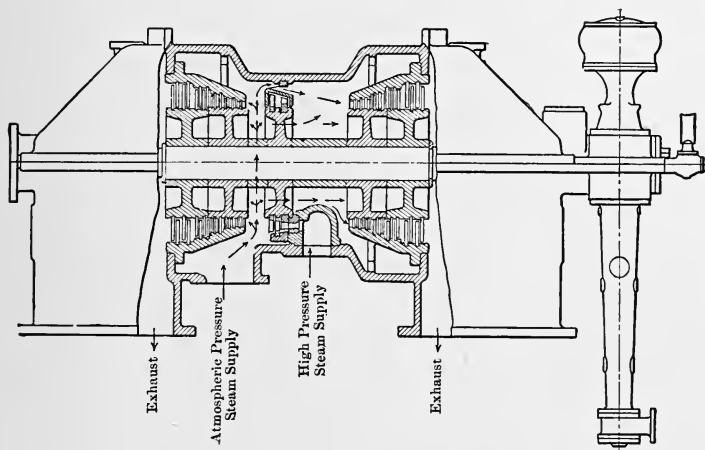 Exhaust
Atmospheric Pressure
Steam Supply
High Pressure
Steam Supply
Exhaust